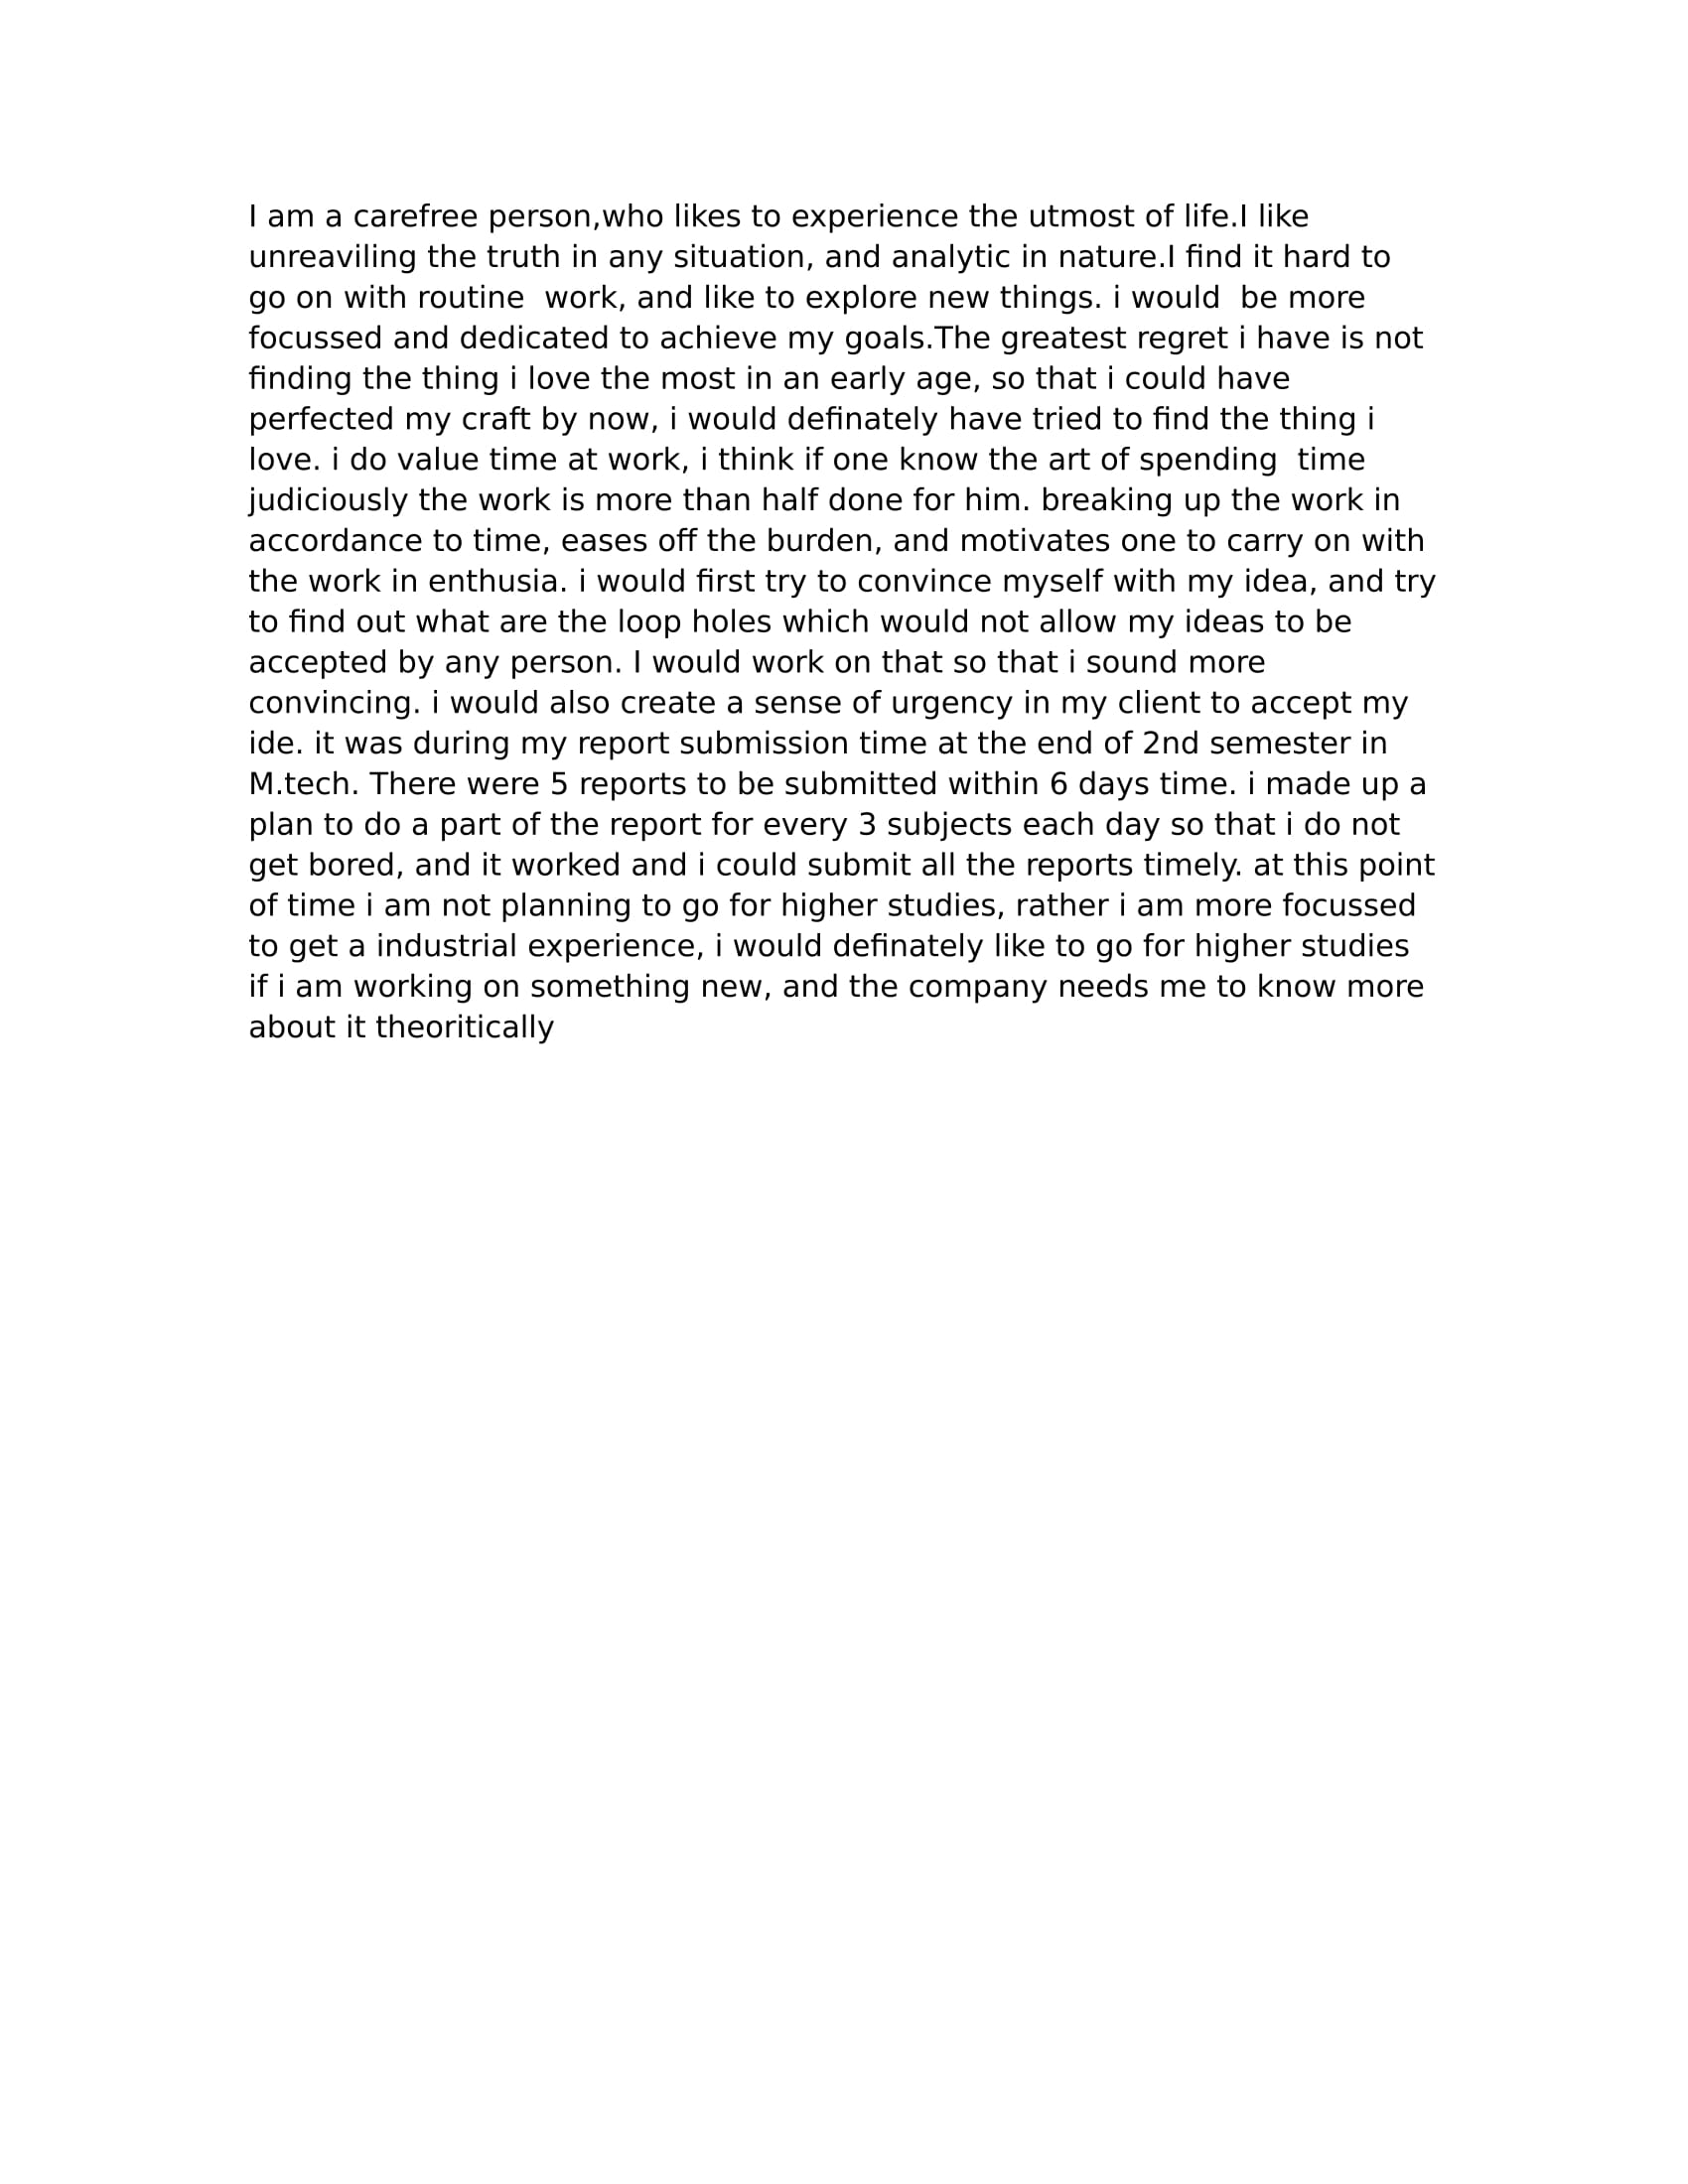 I am a carefree person,who likes to experience the utmost of life.I like
unreaviling the truth in any situation, and analytic in nature.I find it hard to
go on with routine  work, and like to explore new things. i would  be more
focussed and dedicated to achieve my goals.The greatest regret i have is not
finding the thing i love the most in an early age, so that i could have
perfected my craft by now, i would definately have tried to find the thing i
love. i do value time at work, i think if one know the art of spending  time
judiciously the work is more than half done for him. breaking up the work in
accordance to time, eases off the burden, and motivates one to carry on with
the work in enthusia. i would first try to convince myself with my idea, and try
to find out what are the loop holes which would not allow my ideas to be
accepted by any person. I would work on that so that i sound more
convincing. i would also create a sense of urgency in my client to accept my
ide. it was during my report submission time at the end of 2nd semester in
M.tech. There were 5 reports to be submitted within 6 days time. i made up a
plan to do a part of the report for every 3 subjects each day so that i do not
get bored, and it worked and i could submit all the reports timely. at this point
of time i am not planning to go for higher studies, rather i am more focussed
to get a industrial experience, i would definately like to go for higher studies
if i am working on something new, and the company needs me to know more
about it theoritically